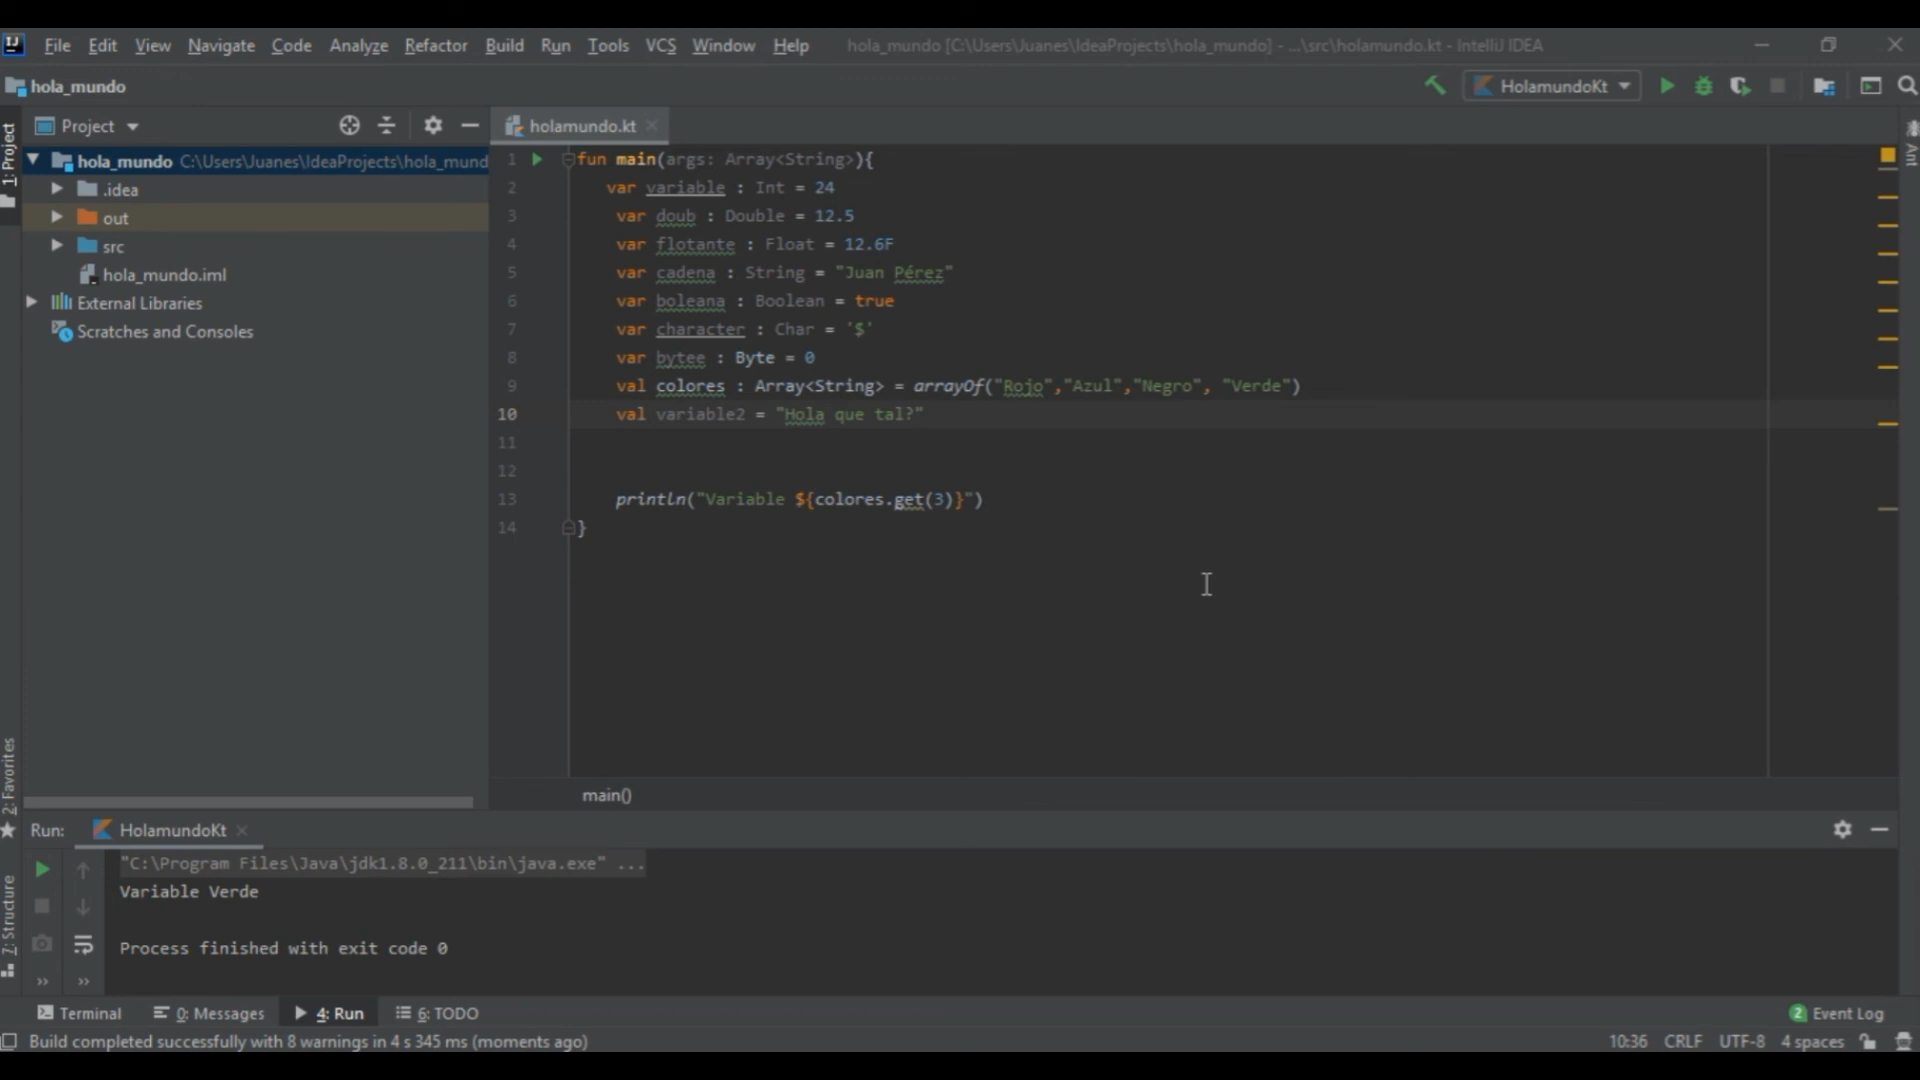 File Edit View Navigate Code Analyze Refactor Build Run Tools VCS Window Help hola_mundo [C:\Users\Juanes\IdeaProjects\hola_mundo] - ...\src\holamundo.kt - IntelliJ IDEA
hola_mundo HolamundoKt
Project holamundo.kt
1: Project
Ant
hola_mundo C:\Users\Juanes\IdeaProjects\hola_mund
.idea
out
src
hola_mundo.iml
External Libraries
Scratches and Consoles
1 fun main(args: Array<String>){
2 var variable : Int = 24
3 var doub : Double = 12.5
4 var flotante : Float = 12.6F
5 var cadena : String = "Juan Pérez"
6 var boleana : Boolean = true
7 var character : Char = '$'
8 var bytee : Byte = 0
9 val colores : Array<String> = arrayOf("Rojo","Azul","Negro", "Verde")
10 val variable2 = "Hola que tal?"
11
12
13 println("Variable ${colores.get(3)}")
14 }
main()
2: Favorites
7: Structure
Run: HolamundoKt
"C:\Program Files\Java\jdk1.8.0_211\bin\java.exe" ...
Variable Verde
Process finished with exit code 0
Terminal 0: Messages 4: Run 6: TODO 2 Event Log
Build completed successfully with 8 warnings in 4 s 345 ms (moments ago) 10:36 CRLF UTF-8 4 spaces